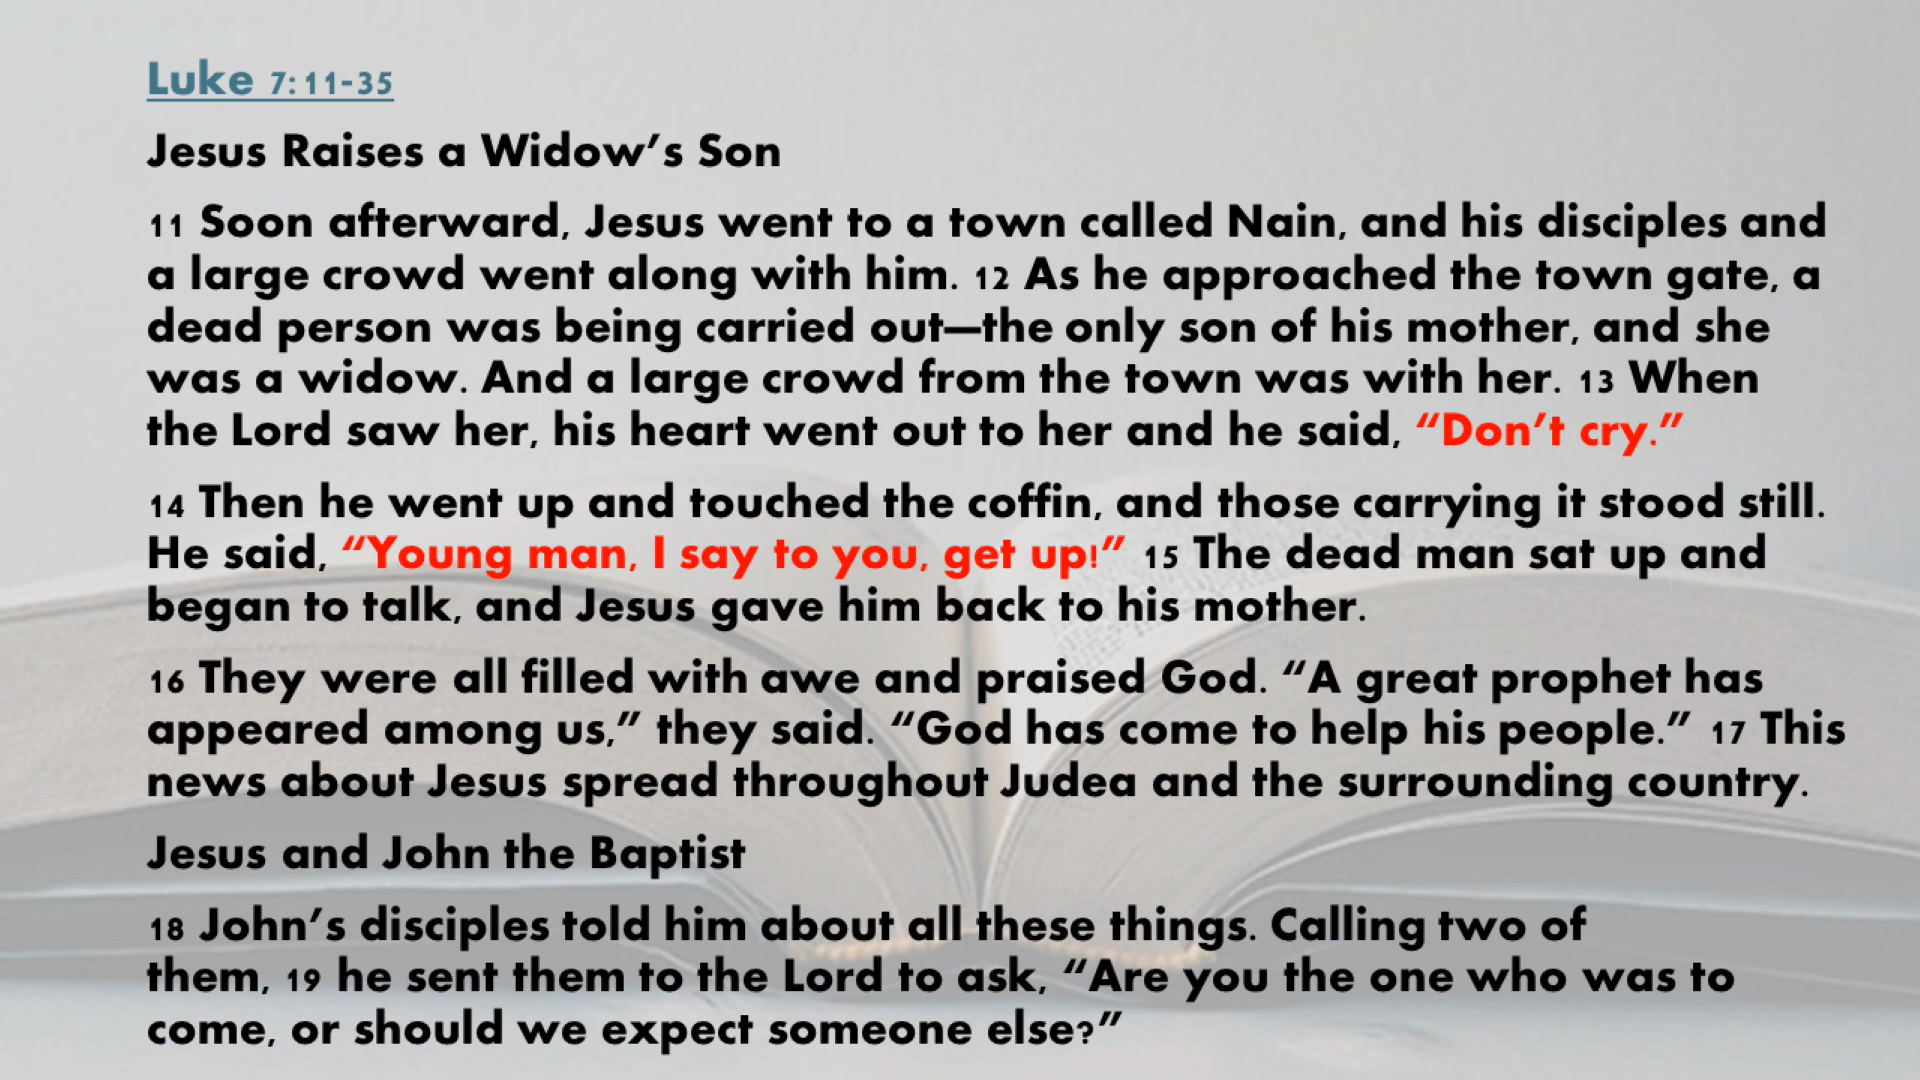 Luke 7:11-35
Jesus Raises a Widow’s Son
11 Soon afterward, Jesus went to a town called Nain, and his disciples and
a large crowd went along with him. 12 As he approached the town gate, a
dead person was being carried out—the only son of his mother, and she
was a widow. And a large crowd from the town was with her. 13 When
the Lord saw her, his heart went out to her and he said, “Don’t cry.”
14 Then he went up and touched the coffin, and those carrying it stood still.
He said, “Young man, I say to you, get up!” 15 The dead man sat up and
began to talk, and Jesus gave him back to his mother.
16 They were all filled with awe and praised God. “A great prophet has
appeared among us,” they said. “God has come to help his people.” 17 This
news about Jesus spread throughout Judea and the surrounding country.
Jesus and John the Baptist
18 John’s disciples told him about all these things. Calling two of
them, 19 he sent them to the Lord to ask, “Are you the one who was to
come, or should we expect someone else?”